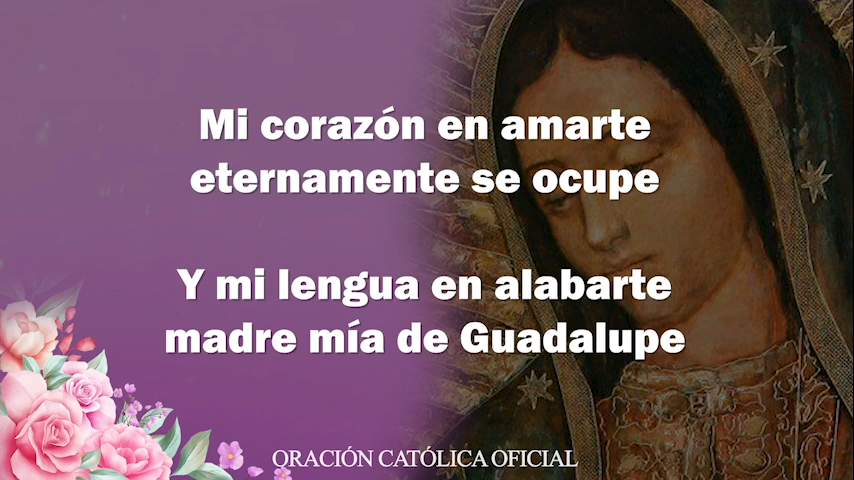 Mi corazón en amarte
eternamente se ocupe
Y mi lengua en alabarte
madre mía de Guadalupe
ORACIÓN CATÓLICA OFICIAL